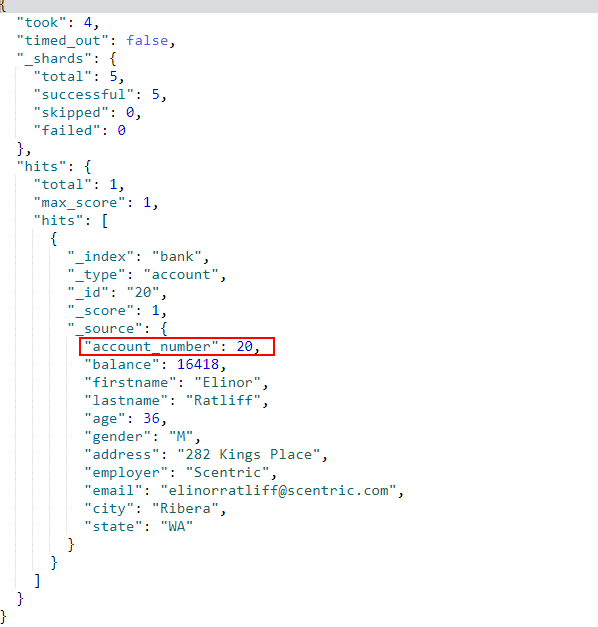 {
  "took": 4,
  "timed_out": false,
  "_shards": {
    "total": 5,
    "successful": 5,
    "skipped": 0,
    "failed": 0
  },
  "hits": {
    "total": 1,
    "max_score": 1,
    "hits": [
      {
        "_index": "bank",
        "_type": "account",
        "_id": "20",
        "_score": 1,
        "_source": {
          "account_number": 20,
          "balance": 16418,
          "firstname": "Elinor",
          "lastname": "Ratliff",
          "age": 36,
          "gender": "M",
          "address": "282 Kings Place",
          "employer": "Scentric",
          "email": "elinorratliff@scentric.com",
          "city": "Ribera",
          "state": "WA"
        }
      }
    ]
  }
}